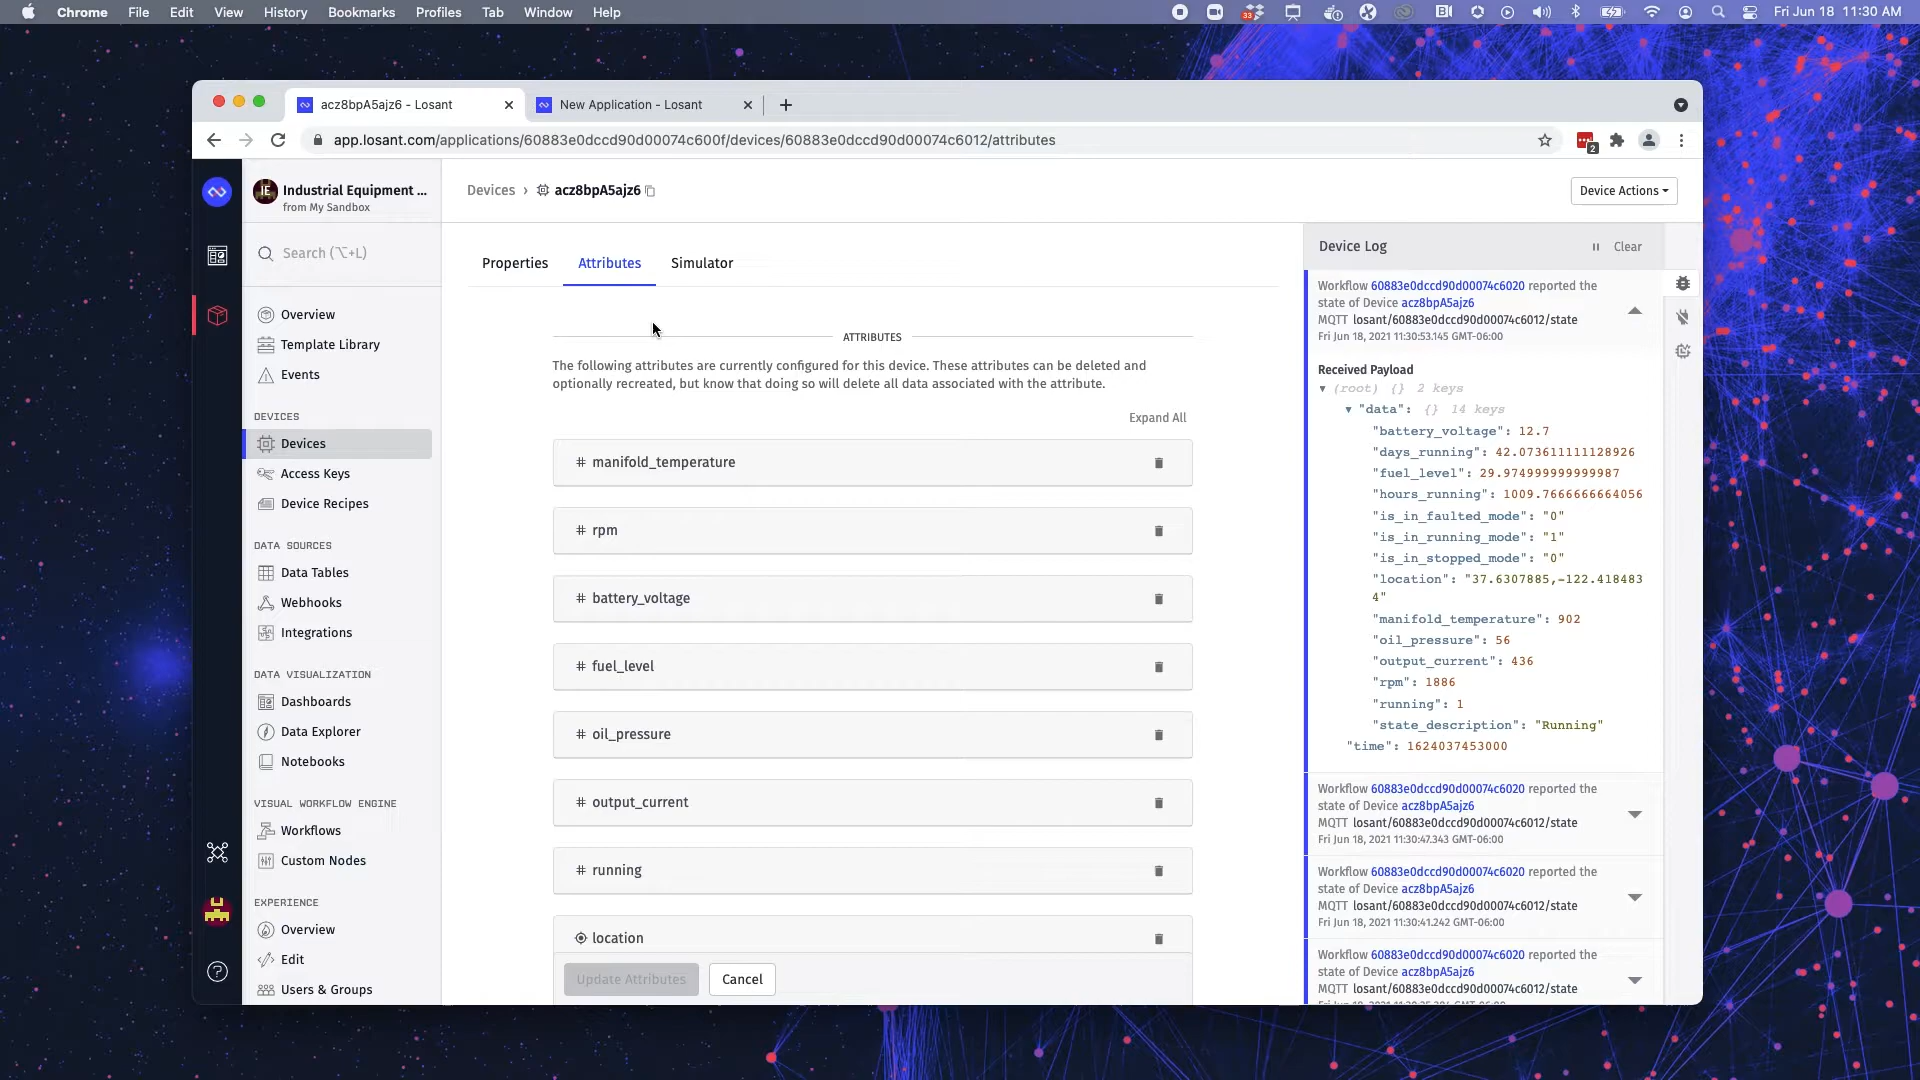 Chrome File Edit View History Bookmarks Profiles Tab Window Help
33
Fri Jun 18 11:30 AM
acz8bpA5ajz6 - Losant
New Application - Losant
app.losant.com/applications/60883e0dccd90d00074c600f/devices/60883e0dccd90d00074c6012/attributes
2
IE
Industrial Equipment ...
from My Sandbox
Devices › acz8bpA5ajz6
Device Actions
Search (⌥+L)
Overview
Template Library
Events
DEVICES
Devices
Access Keys
Device Recipes
DATA SOURCES
Data Tables
Webhooks
Integrations
DATA VISUALIZATION
Dashboards
Data Explorer
Notebooks
VISUAL WORKFLOW ENGINE
Workflows
Custom Nodes
EXPERIENCE
Overview
Edit
Users & Groups
Properties Attributes Simulator
ATTRIBUTES
The following attributes are currently configured for this device. These attributes can be deleted and
optionally recreated, but know that doing so will delete all data associated with the attribute.
Expand All
# manifold_temperature
# rpm
# battery_voltage
# fuel_level
# oil_pressure
# output_current
# running
location
Update Attributes Cancel
Device Log
Clear
Workflow 60883e0dccd90d00074c6020 reported the
state of Device acz8bpA5ajz6
MQTT losant/60883e0dccd90d00074c6012/state
Fri Jun 18, 2021 11:30:53.145 GMT-06:00
Received Payload
(root) {} 2 keys
"data": {} 14 keys
"battery_voltage": 12.7
"days_running": 42.073611111128926
"fuel_level": 29.974999999999987
"hours_running": 1009.7666666664056
"is_in_faulted_mode": "0"
"is_in_running_mode": "1"
"is_in_stopped_mode": "0"
"location": "37.6307885,-122.418483
4"
"manifold_temperature": 902
"oil_pressure": 56
"output_current": 436
"rpm": 1886
"running": 1
"state_description": "Running"
"time": 1624037453000
Workflow 60883e0dccd90d00074c6020 reported the
state of Device acz8bpA5ajz6
MQTT losant/60883e0dccd90d00074c6012/state
Fri Jun 18, 2021 11:30:47.343 GMT-06:00
Workflow 60883e0dccd90d00074c6020 reported the
state of Device acz8bpA5ajz6
MQTT losant/60883e0dccd90d00074c6012/state
Fri Jun 18, 2021 11:30:41.242 GMT-06:00
Workflow 60883e0dccd90d00074c6020 reported the
state of Device acz8bpA5ajz6
MQTT losant/60883e0dccd90d00074c6012/state